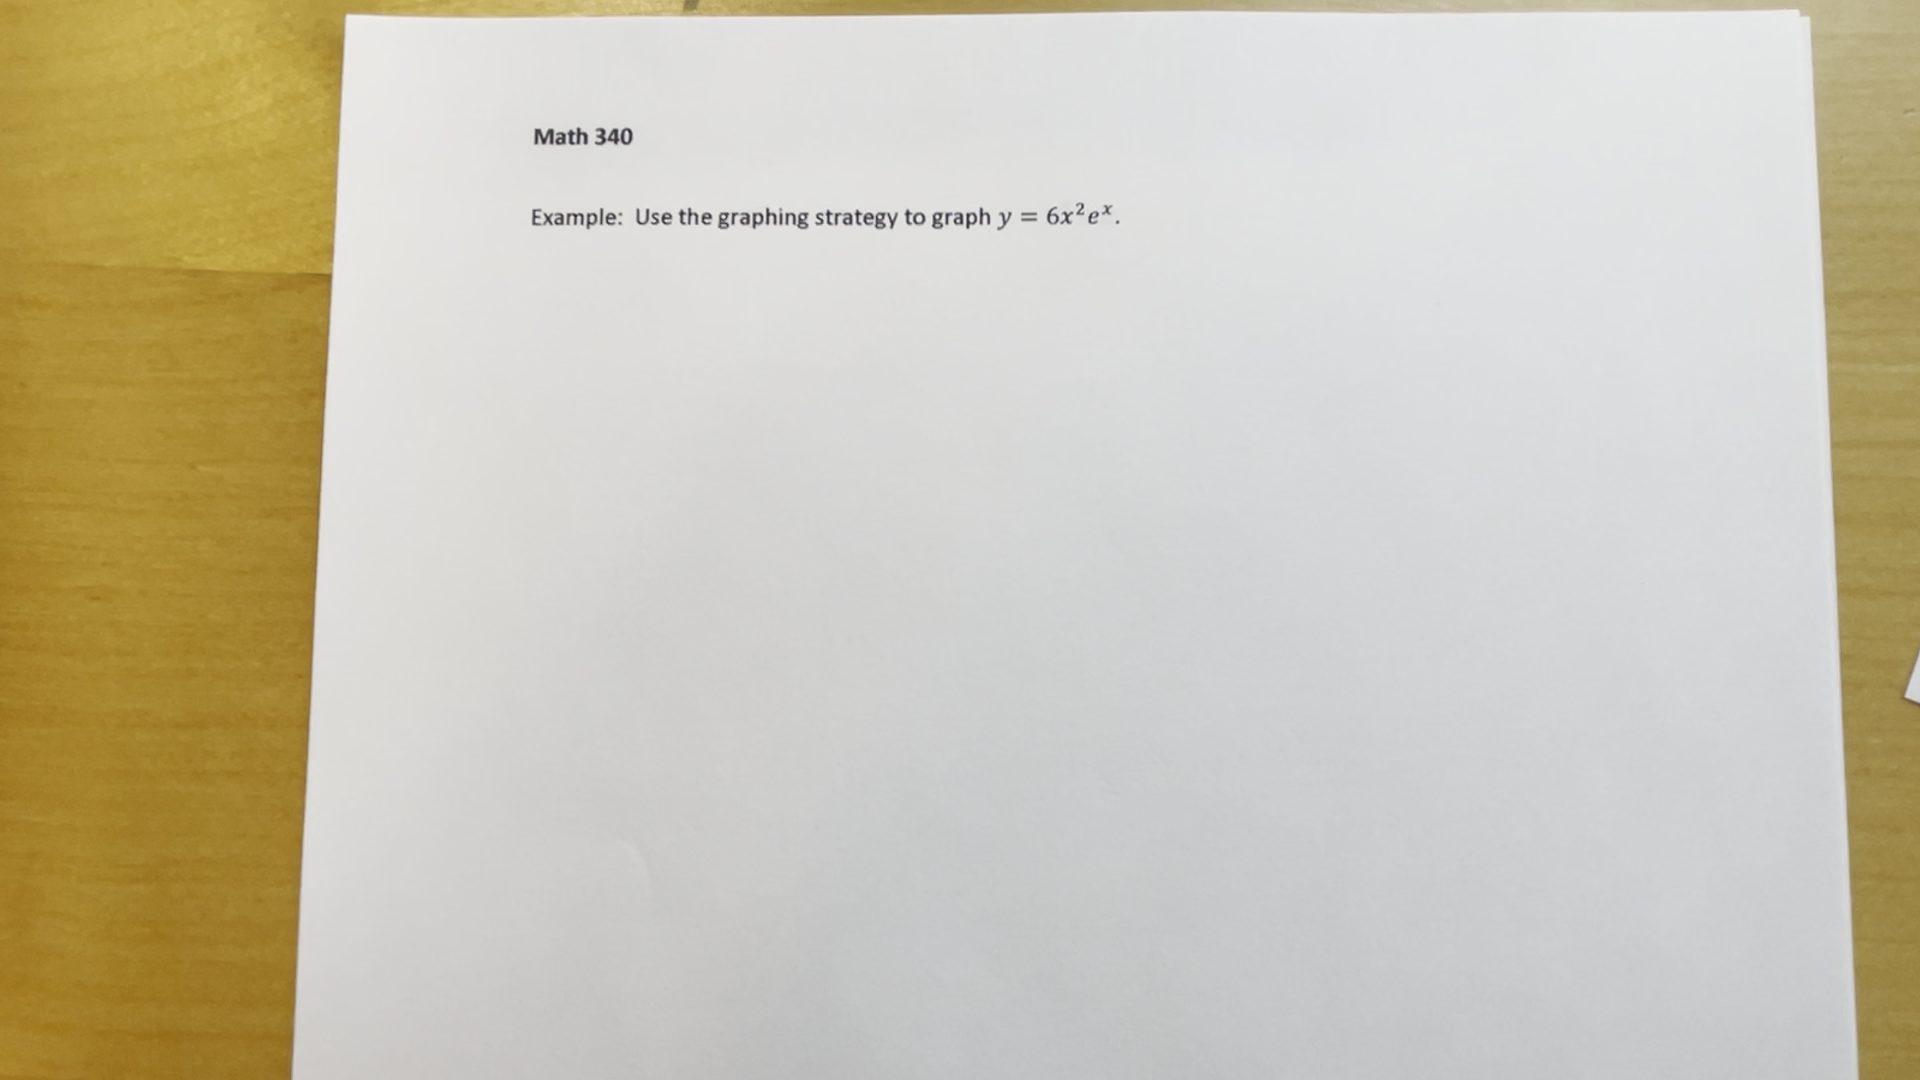 Math 340
Example: Use the graphing strategy to graph y = 6x²eˣ.